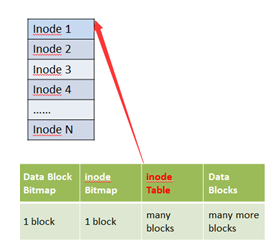 Inode 1
Inode 2
Inode 3
Inode 4
……
Inode N
Data Block Bitmap
inode Bitmap
inode Table
Data Blocks
1 block
1 block
many blocks
many more blocks